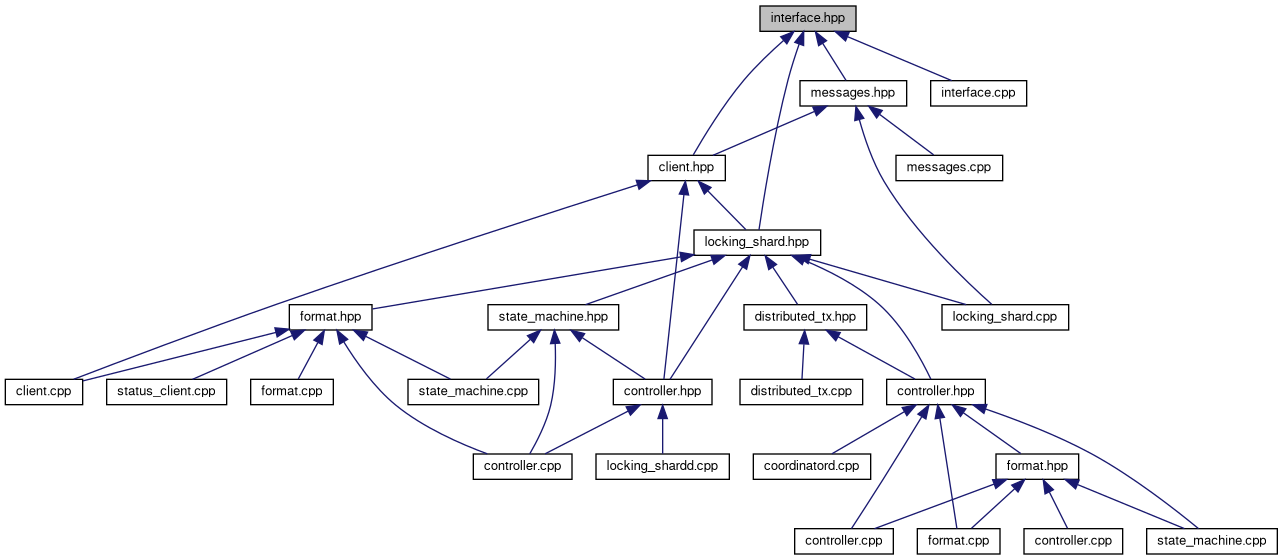 interface.hpp
messages.hpp
interface.cpp
client.hpp
messages.cpp
locking_shard.hpp
format.hpp
state_machine.hpp
distributed_tx.hpp
locking_shard.cpp
client.cpp
status_client.cpp
format.cpp
state_machine.cpp
controller.hpp
distributed_tx.cpp
controller.hpp
controller.cpp
locking_shardd.cpp
coordinatord.cpp
format.hpp
controller.cpp
format.cpp
controller.cpp
state_machine.cpp